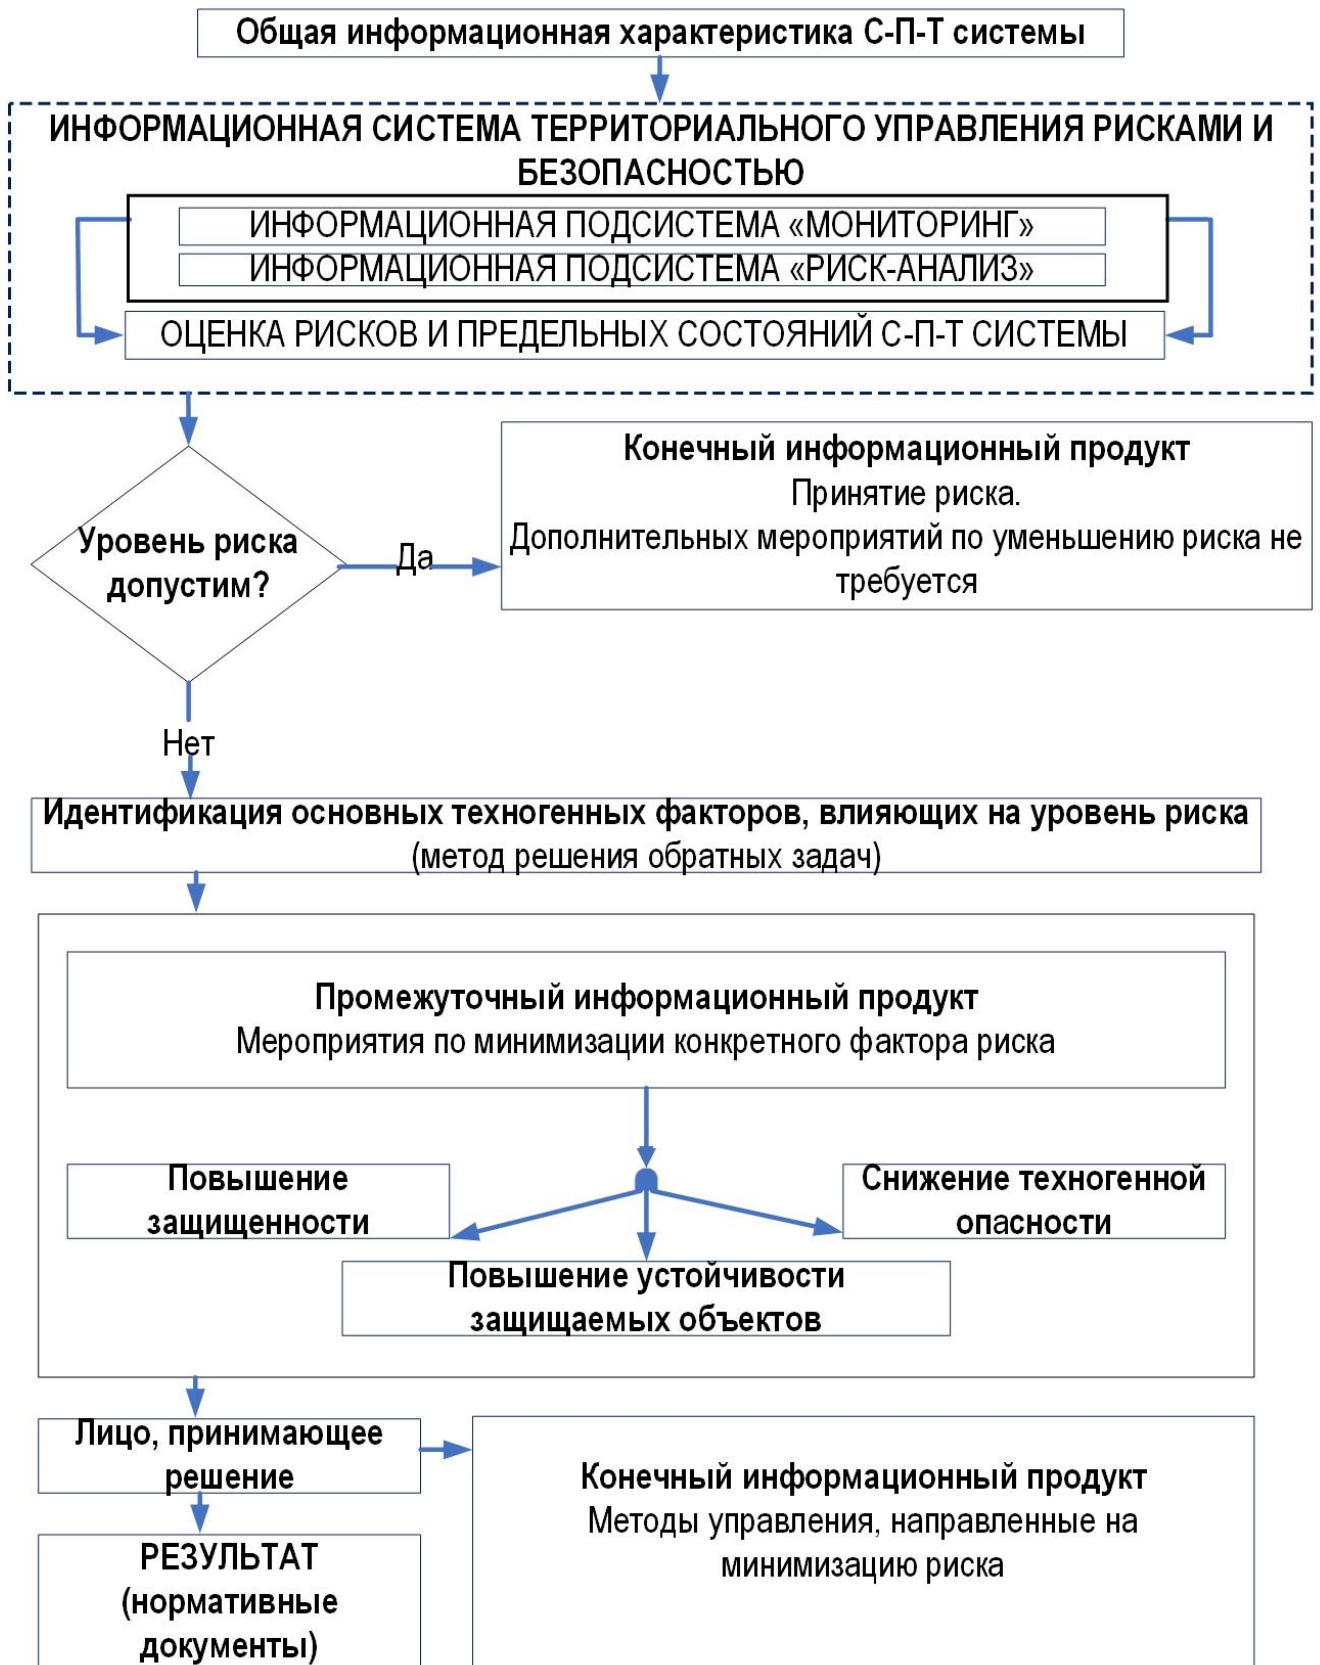 Общая информационная характеристика С-П-Т системы
ИНФОРМАЦИОННАЯ СИСТЕМА ТЕРРИТОРИАЛЬНОГО УПРАВЛЕНИЯ РИСКАМИ И
БЕЗОПАСНОСТЬЮ
ИНФОРМАЦИОННАЯ ПОДСИСТЕМА «МОНИТОРИНГ»
ИНФОРМАЦИОННАЯ ПОДСИСТЕМА «РИСК-АНАЛИЗ»
ОЦЕНКА РИСКОВ И ПРЕДЕЛЬНЫХ СОСТОЯНИЙ С-П-Т СИСТЕМЫ
Уровень риска
допустим?
Да
Конечный информационный продукт
Принятие риска.
Дополнительных мероприятий по уменьшению риска не
требуется
Нет
Идентификация основных техногенных факторов, влияющих на уровень риска
(метод решения обратных задач)
Промежуточный информационный продукт
Мероприятия по минимизации конкретного фактора риска
Повышение
защищенности
Снижение техногенной
опасности
Повышение устойчивости
защищаемых объектов
Лицо, принимающее
решение
Конечный информационный продукт
Методы управления, направленные на
минимизацию риска
РЕЗУЛЬТАТ
(нормативные
документы)